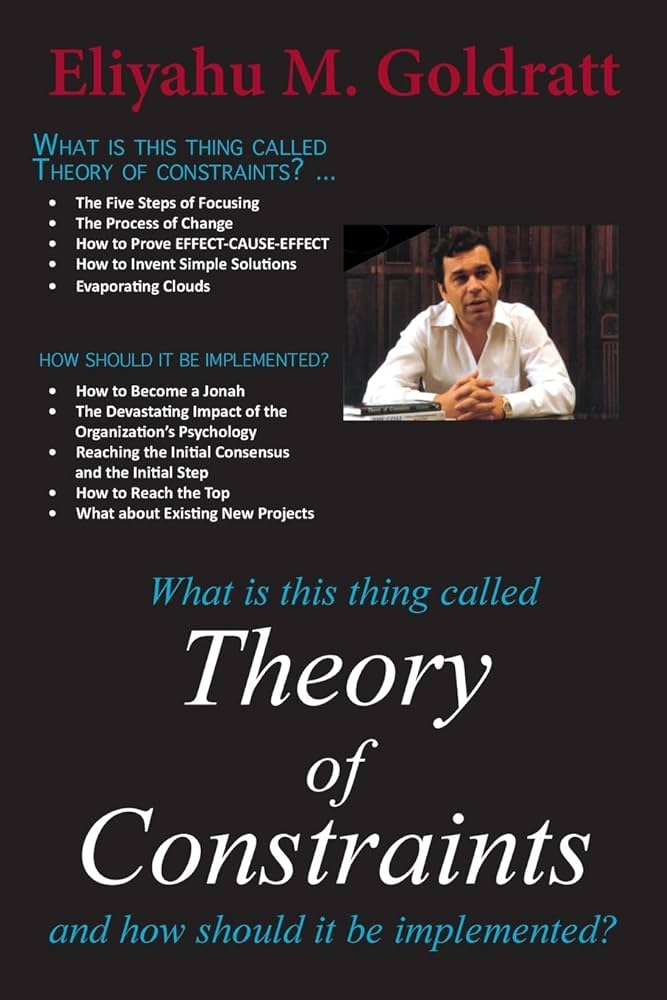 Eliyahu M. Goldratt
WHAT IS THIS THING CALLED
THEORY OF CONSTRAINTS? ...
• The Five Steps of Focusing
• The Process of Change
• How to Prove EFFECT-CAUSE-EFFECT
• How to Invent Simple Solutions
• Evaporating Clouds
HOW SHOULD IT BE IMPLEMENTED?
• How to Become a Jonah
• The Devastating Impact of the
Organization’s Psychology
• Reaching the Initial Consensus
and the Initial Step
• How to Reach the Top
• What about Existing New Projects
What is this thing called
Theory
of
Constraints
and how should it be implemented?